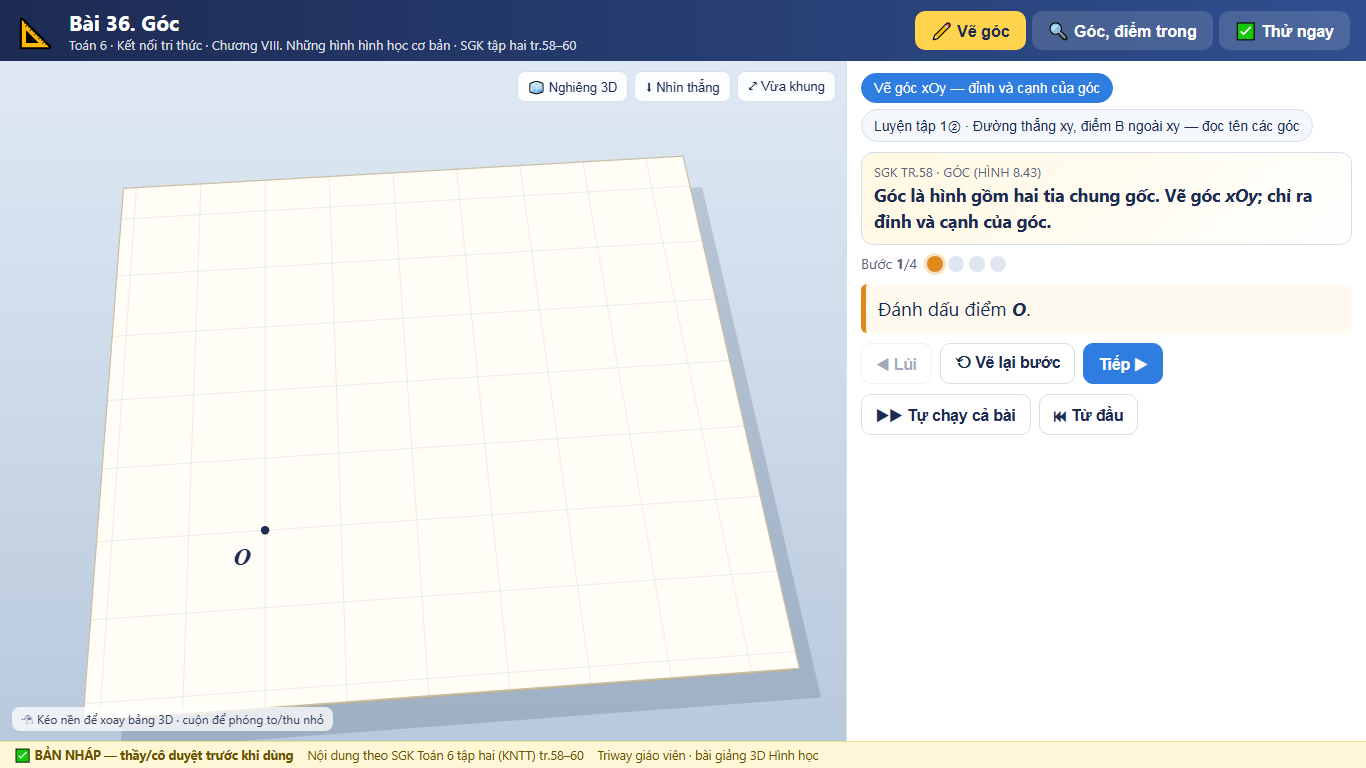 Bài 36. Góc
Toán 6 · Kết nối tri thức · Chương VIII. Những hình hình học cơ bản · SGK tập hai tr.58–60
Vẽ góc
Góc, điểm trong
Thử ngay
Nghiêng 3D
⬇ Nhìn thẳng
⤢ Vừa khung
O
Kéo nền để xoay bảng 3D · cuộn để phóng to/thu nhỏ
Vẽ góc xOy — đỉnh và cạnh của góc
Luyện tập 1② · Đường thẳng xy, điểm B ngoài xy — đọc tên các góc
SGK TR.58 · GÓC (HÌNH 8.43)
Góc là hình gồm hai tia chung gốc. Vẽ góc xOy; chỉ ra
đỉnh và cạnh của góc.
Bước 1/4
Đánh dấu điểm O.
◀ Lùi
⟲ Vẽ lại bước
Tiếp ▶
▶▶ Tự chạy cả bài
⏮ Từ đầu
✅ BẢN NHÁP — thầy/cô duyệt trước khi dùng Nội dung theo SGK Toán 6 tập hai (KNTT) tr.58–60 Triway giáo viên · bài giảng 3D Hình học